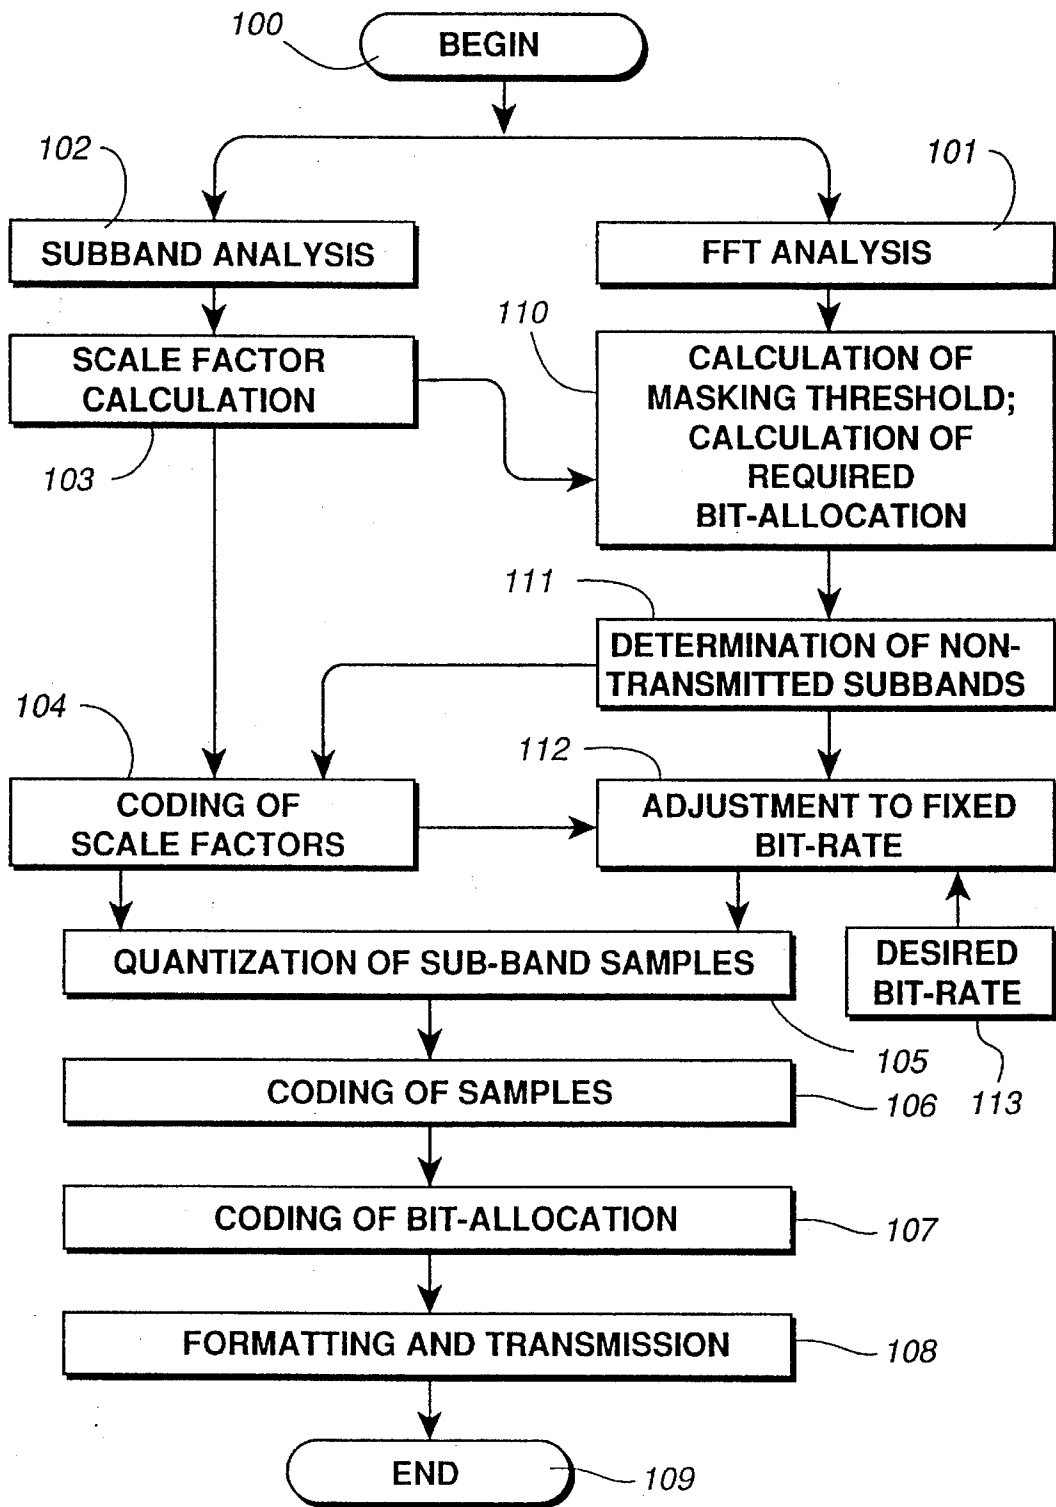 100
BEGIN
102
101
SUBBAND ANALYSIS
FFT ANALYSIS
110
SCALE FACTOR
CALCULATION
103
CALCULATION OF
MASKING THRESHOLD;
CALCULATION OF
REQUIRED
BIT-ALLOCATION
111
DETERMINATION OF NON-
TRANSMITTED SUBBANDS
104
112
CODING OF
SCALE FACTORS
ADJUSTMENT TO FIXED
BIT-RATE
QUANTIZATION OF SUB-BAND SAMPLES
105
DESIRED
BIT-RATE
113
CODING OF SAMPLES
106
CODING OF BIT-ALLOCATION
107
FORMATTING AND TRANSMISSION
108
END
109